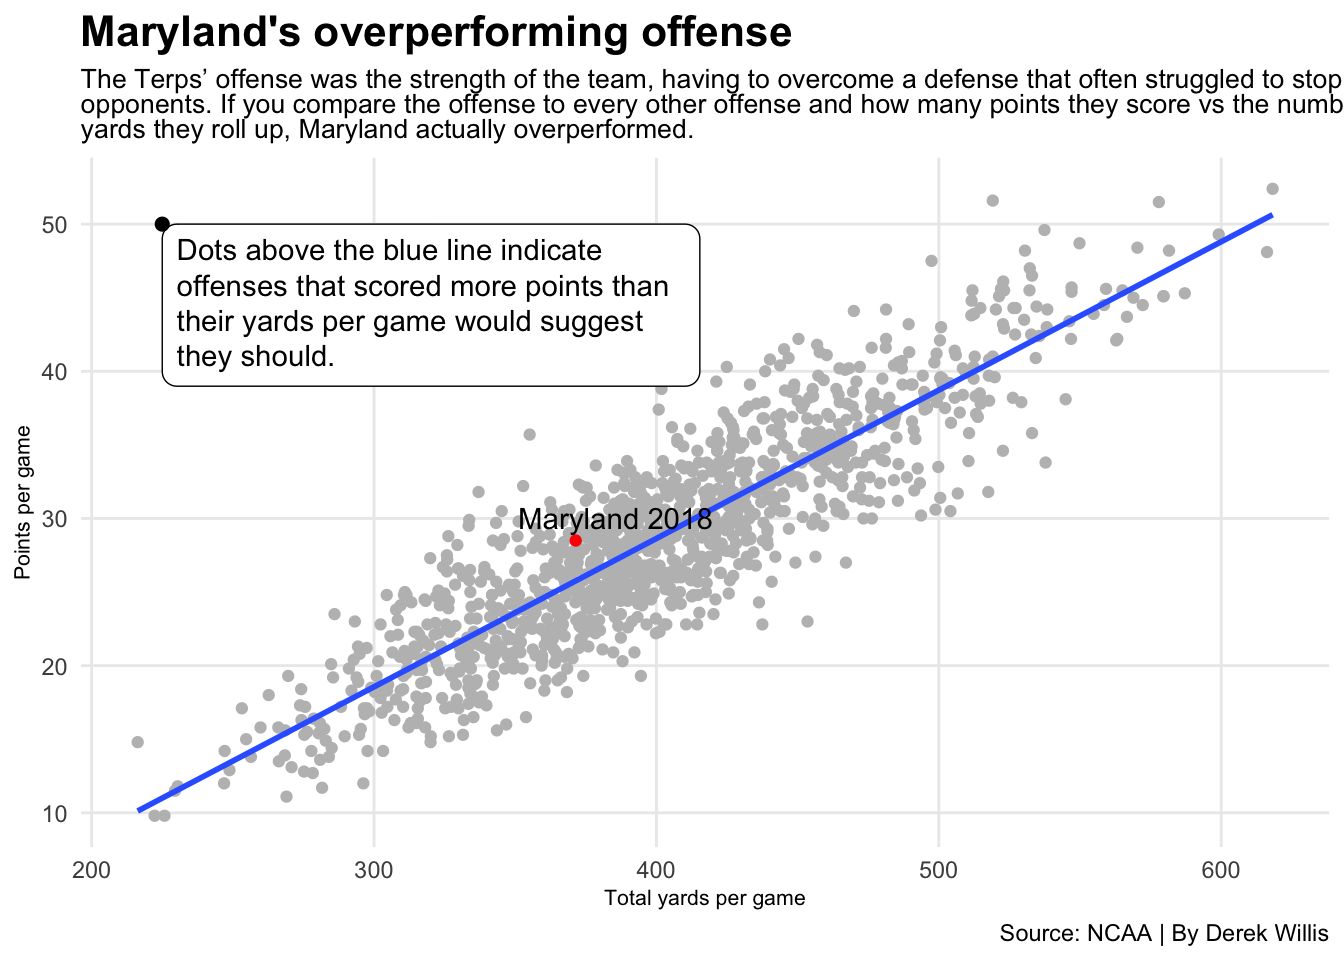 Maryland's overperforming offense
The Terps’ offense was the strength of the team, having to overcome a defense that often struggled to stop
opponents. If you compare the offense to every other offense and how many points they score vs the numb
yards they roll up, Maryland actually overperformed.
50
Dots above the blue line indicate
offenses that scored more points than
their yards per game would suggest
they should.
40
30
20
10
Points per game
Maryland 2018
200 300 400 500 600
Total yards per game
Source: NCAA | By Derek Willis